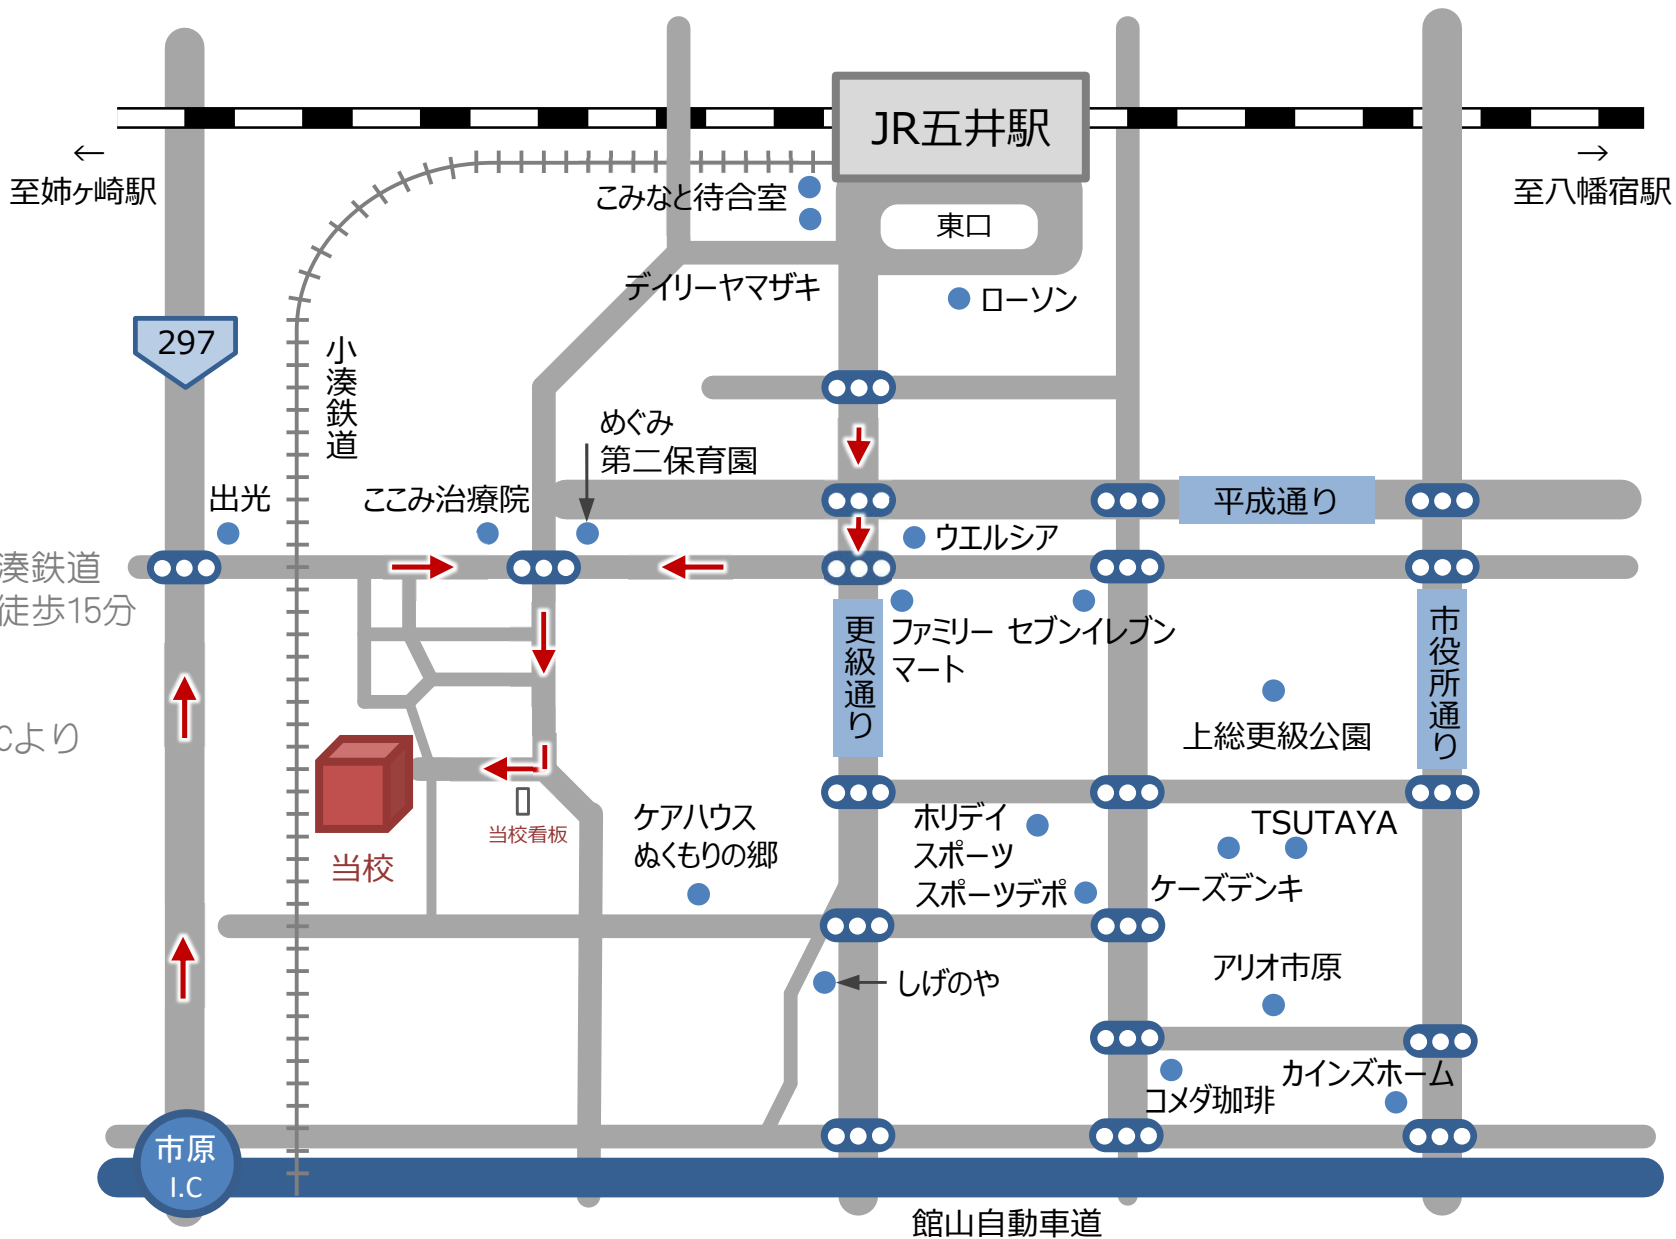 JR五井駅
←
至姉ヶ崎駅
→
至八幡宿駅
こみなと待合室
東口
デイリーヤマザキ
ローソン
297
小湊鉄道
めぐみ
第二保育園
出光
ここみ治療院
平成通り
ウエルシア
湊鉄道
徒歩15分
更級通り
ファミリー
マート
セブンイレブン
市役所通り
より
上総更級公園
当校
当校看板
ケアハウス
ぬくもりの郷
ホリデイ
スポーツ
スポーツデポ
TSUTAYA
ケーズデンキ
しげのや
アリオ市原
コメダ珈琲
カインズホーム
市原
I.C
館山自動車道